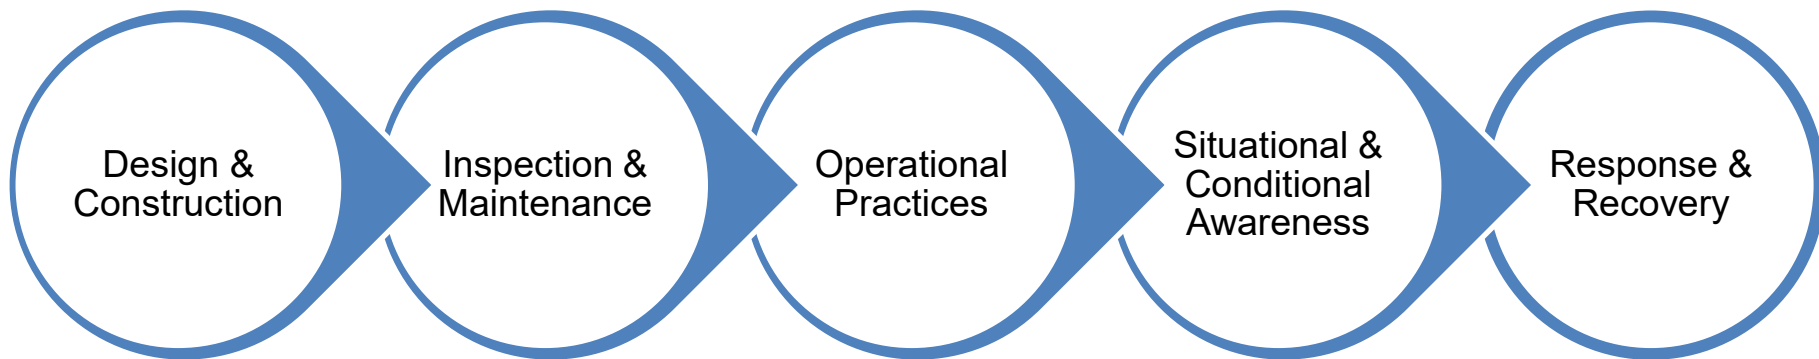 Design &
Construction
Inspection &
Maintenance
Operational
Practices
Situational &
Conditional
Awareness
Response &
Recovery